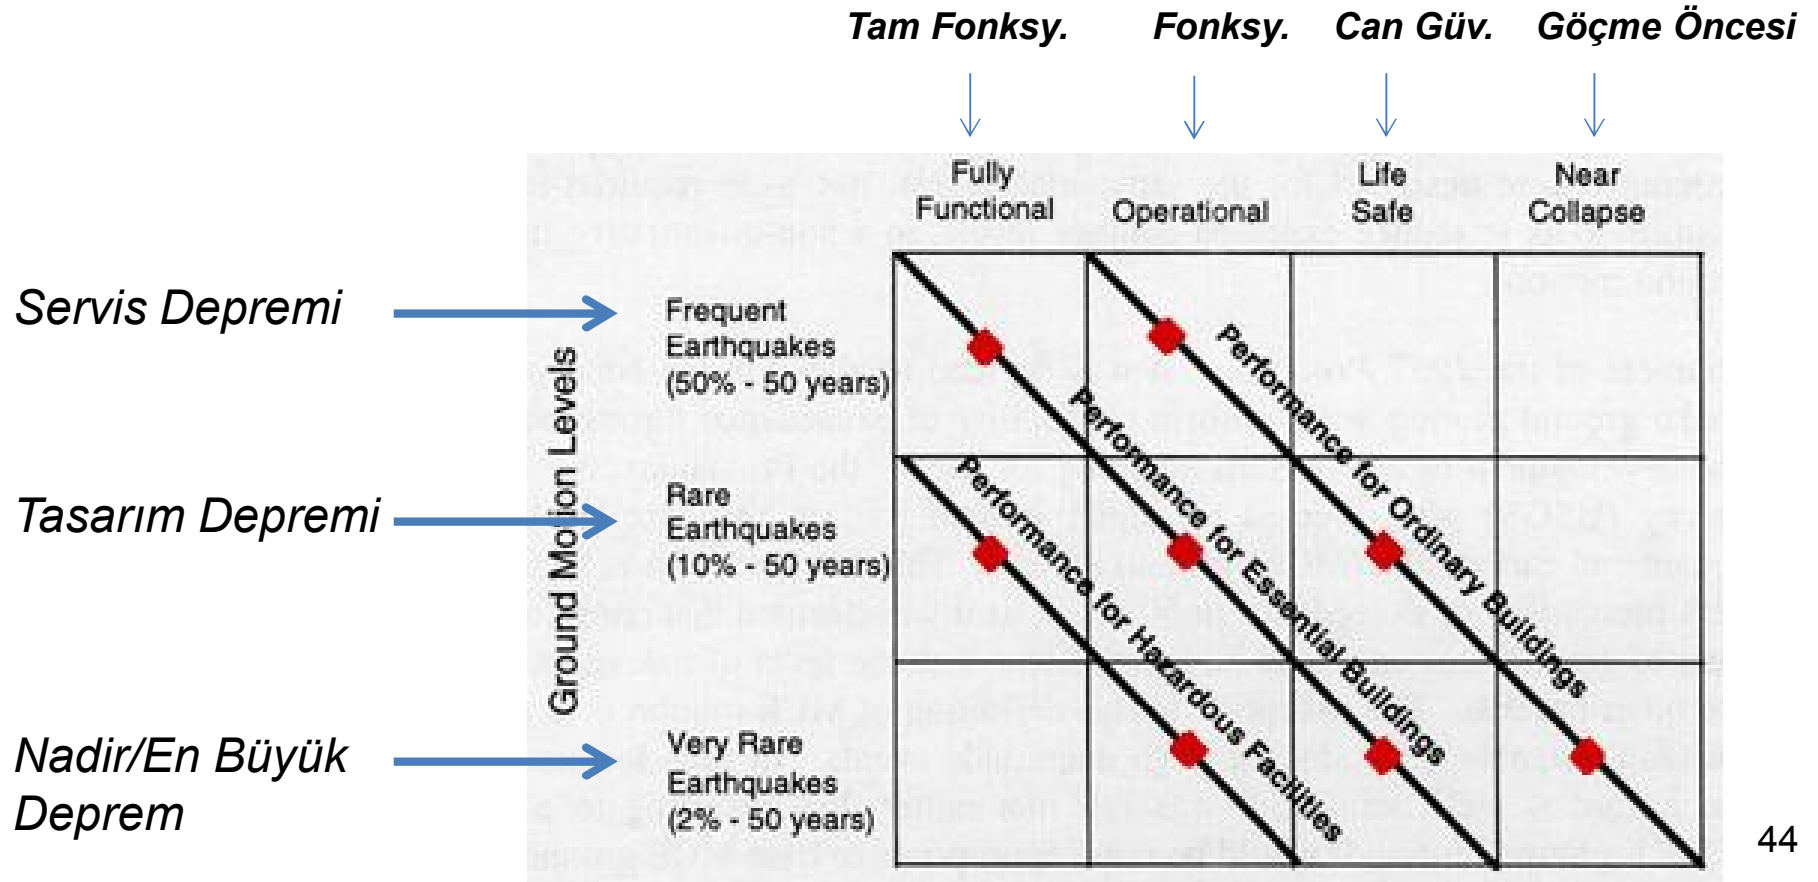 Tam Fonksy. Fonksy. Can Güv. Göçme Öncesi
Fully
Functional
Operational
Life
Safe
Near
Collapse
Servis Depremi
Tasarım Depremi
Nadir/En Büyük
Deprem
Ground Motion Levels
Frequent
Earthquakes
(50% - 50 years)
Rare
Earthquakes
(10% - 50 years)
Very Rare
Earthquakes
(2% - 50 years)
Performance for Ordinary Buildings
Performance for Essential Buildings
Performance for Hazardous Facilities
44